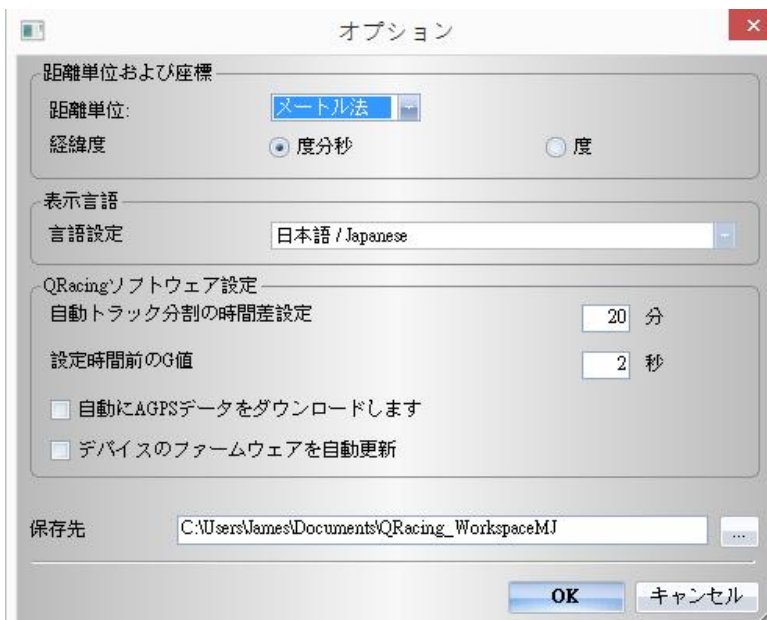 オプション
距離単位および座標
距離単位: メートル法
経緯度 度分秒 度
表示言語
言語設定 日本語 / Japanese
QRacingソフトウェア設定
自動トラック分割の時間差設定 20 分
設定時間前のG値 2 秒
自動にAGPSデータをダウンロードします
デバイスのファームウェアを自動更新
保存先 C:\Users\James\Documents\QRacing_WorkspaceMJ ...
OK キャンセル